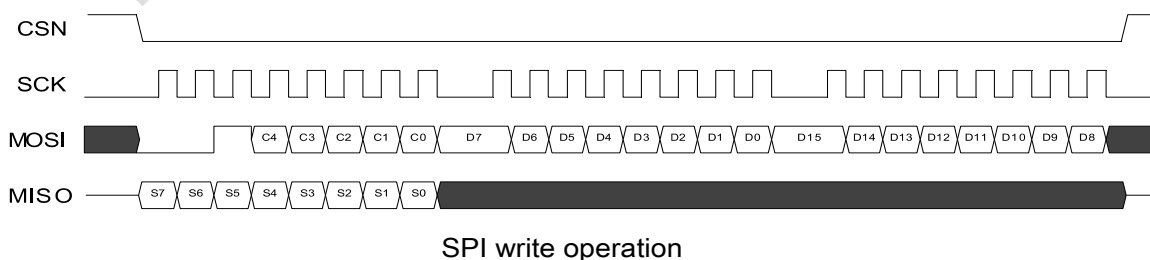 CSN
SCK
MOSI C4 C3 C2 C1 C0 D7 D6 D5 D4 D3 D2 D1 D0 D15 D14 D13 D12 D11 D10 D9 D8
MISO S7 S6 S5 S4 S3 S2 S1 S0
SPI write operation